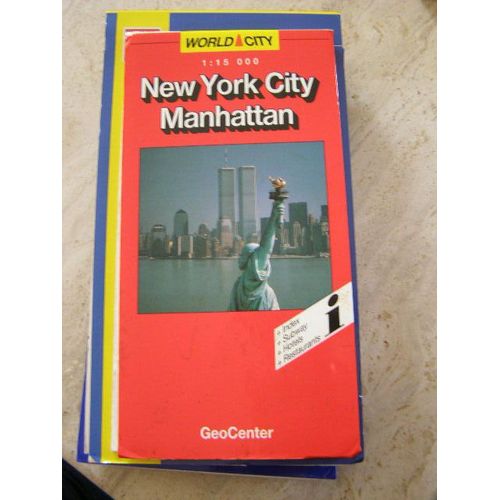 WORLD CITY
1:15 000
New York City
Manhattan
+ Index
+ Subway
+ Hotels
+ Restaurants
i
GeoCenter